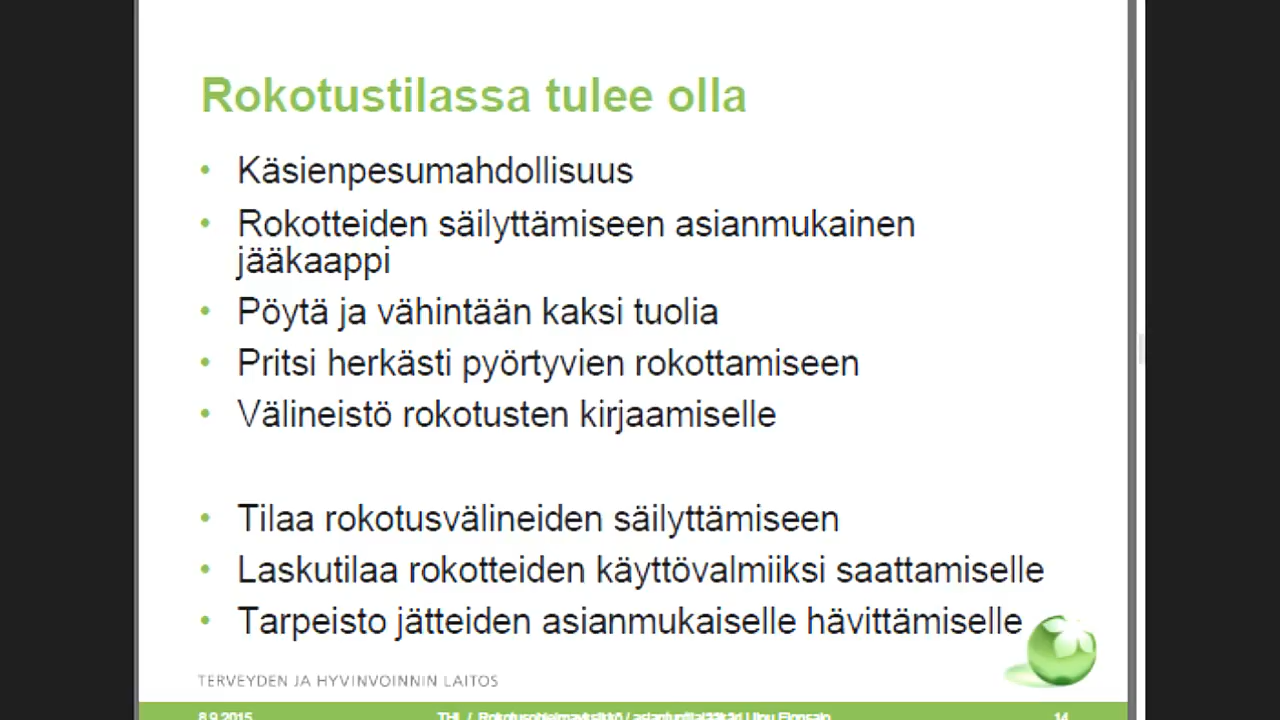 Rokotustilassa tulee olla
• Käsienpesumahdollisuus
• Rokotteiden säilyttämiseen asianmukainen
jääkaappi
• Pöytä ja vähintään kaksi tuolia
• Pritsi herkästi pyörtyvien rokottamiseen
• Välineistö rokotusten kirjaamiselle
• Tilaa rokotusvälineiden säilyttämiseen
• Laskutilaa rokotteiden käyttövalmiiksi saattamiselle
• Tarpeisto jätteiden asianmukaiselle hävittämiselle
TERVEYDEN JA HYVINVOINNIN LAITOS
8.9.2015 THL / 14